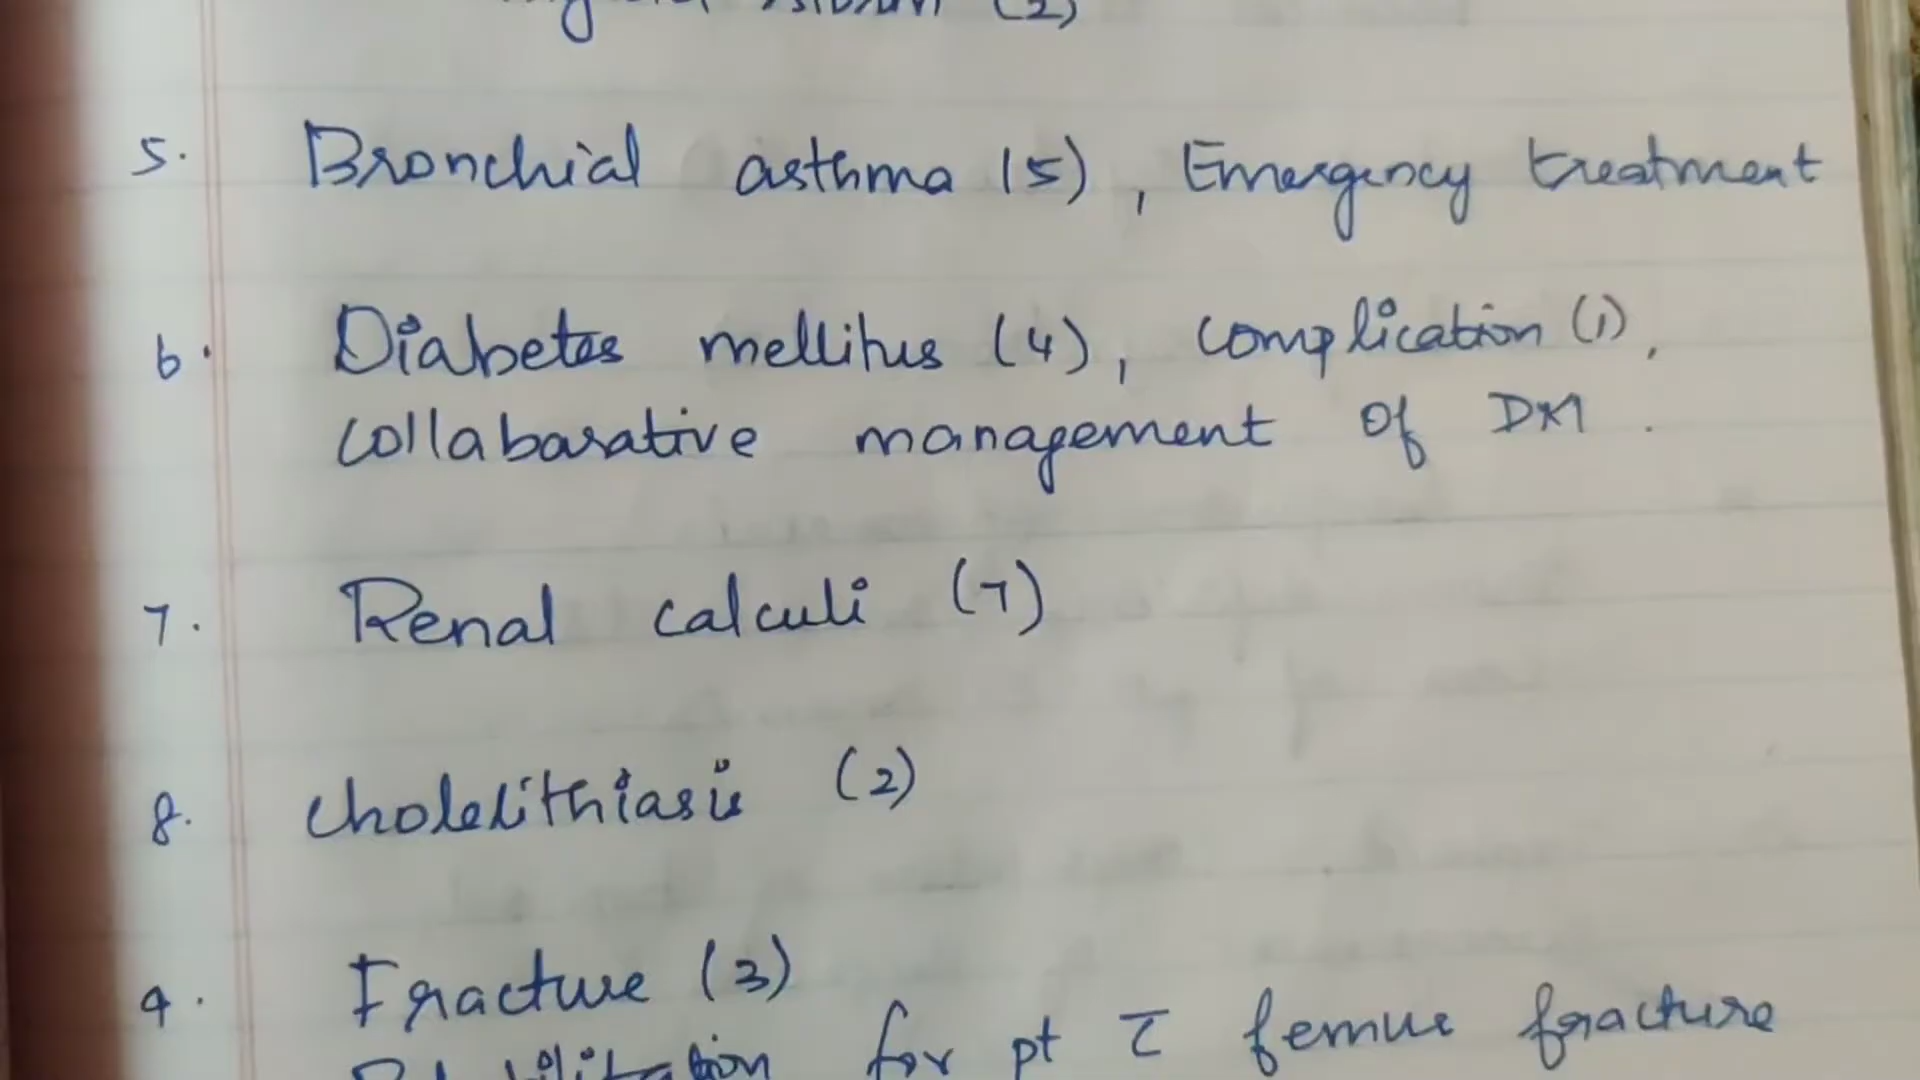 (2)
5. Bronchial asthma (5), Emergency treatment
6. Diabetes mellitus (4), complication (1),
collabarative management of DM.
7. Renal calculi (7)
8. cholelithiasis (2)
9. Fracture (3)
for pt c̄ femur fracture